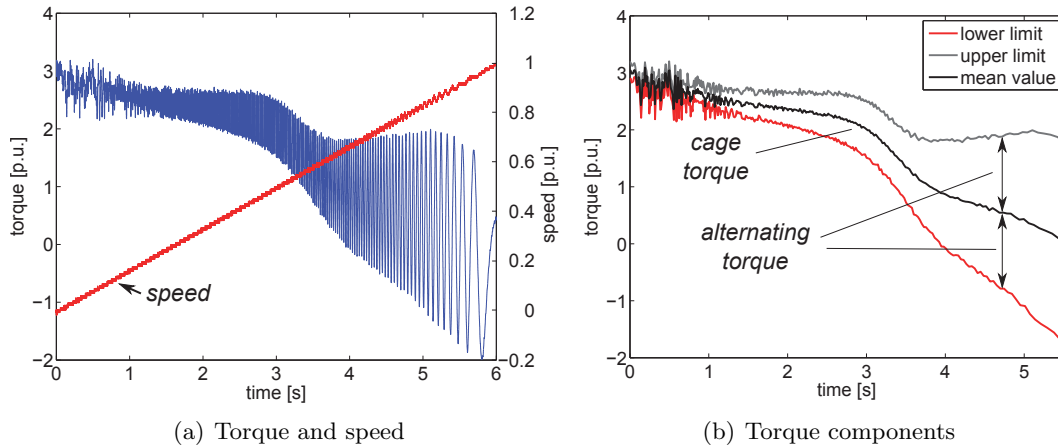 4
3
2
1
0
−1
−2
torque [p.u.]
1.2
1
0.8
0.6
0.4
0.2
0
−0.2
speed [p.u.]
speed
0 1 2 3 4 5 6
time [s]
(a) Torque and speed
4
3
2
1
0
−1
−2
torque [p.u.]
lower limit
upper limit
mean value
cage
torque
alternating
torque
0 1 2 3 4 5
time [s]
(b) Torque components